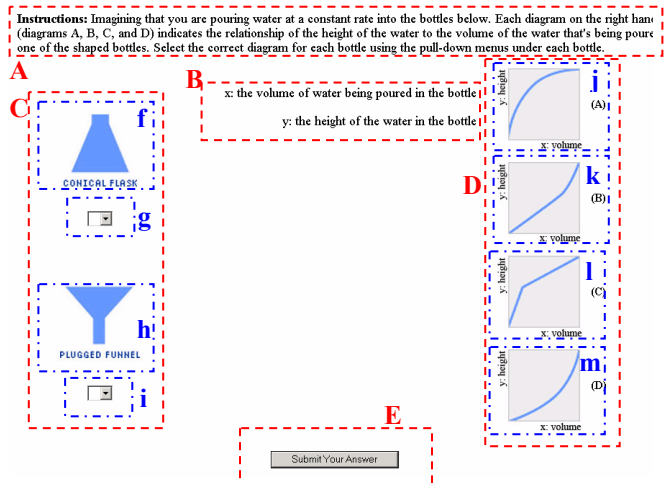 Instructions: Imagining that you are pouring water at a constant rate into the bottles below. Each diagram on the right
(diagrams A, B, C, and D) indicates the relationship of the height of the water to the volume of the water that's being
one of the shaped bottles. Select the correct diagram for each bottle using the pull-down menus under each bottle.
A
B
x: the volume of water being poured in the bottle
y: the height of the water in the bottle
C
f
CONICAL FLASK
g
h
PLUGGED FUNNEL
i
D
y: height
j
(A)
x: volume
y: height
k
(B)
x: volume
y: height
l
(C)
x: volume
y: height
m
(D)
x: volume
E
Submit Your Answer